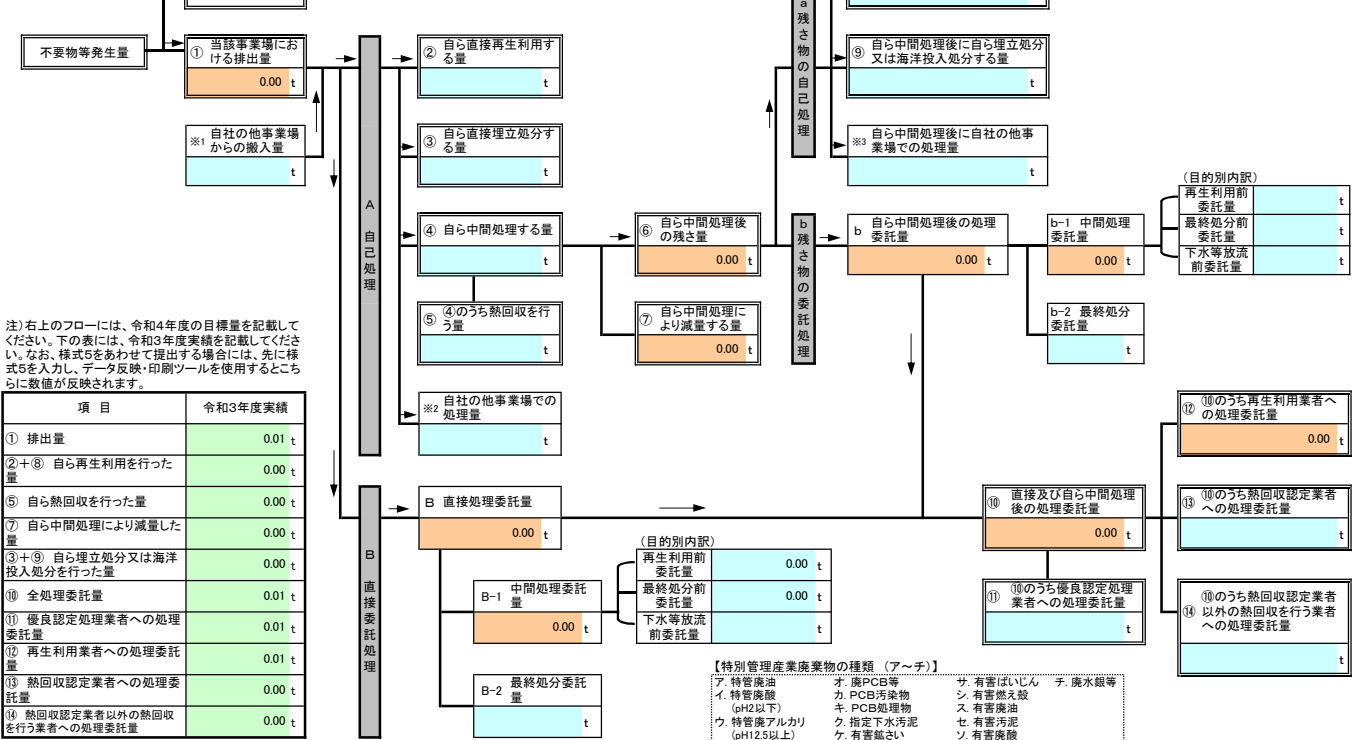 不要物等発生量
① 当該事業場にお
ける排出量
0.00 t
※1 自社の他事業場
からの搬入量
t
A
自己処理
② 自ら直接再生利用す
る量
t
③ 自ら直接埋立処分す
る量
t
④ 自ら中間処理する量
t
⑤ ④のうち熱回収を行
う量
t
※2 自社の他事業場での
処理量
t
⑥ 自ら中間処理後
の残さ量
0.00 t
⑦ 自ら中間処理に
より減量する量
0.00 t
a
残さ物の自己処理
⑨ 自ら中間処理後に自ら埋立処分
又は海洋投入処分する量
t
※3 自ら中間処理後に自社の他事
業場での処理量
t
b
残さ物の委託処理
b 自ら中間処理後の処理
委託量
0.00 t
b-1 中間処理
委託量
0.00 t
(目的別内訳)
再生利用前
委託量 t
最終処分前
委託量 t
下水等放流
前委託量 t
b-2 最終処分
委託量
t
注)右上のフローには、令和4年度の目標量を記載して
ください。下の表には、令和3年度実績を記載してくださ
い。なお、様式5をあわせて提出する場合には、先に様
式5を入力し、データ反映・印刷ツールを使用するとこち
らに数値が反映されます。
項 目 令和3年度実績
① 排出量 0.01 t
②+⑧ 自ら再生利用を行った
量 0.00 t
⑤ 自ら熱回収を行った量 0.00 t
⑦ 自ら中間処理により減量した
量 0.00 t
③+⑨ 自ら埋立処分又は海洋
投入処分を行った量 0.00 t
⑩ 全処理委託量 0.01 t
⑪ 優良認定処理業者への処理
委託量 0.01 t
⑫ 再生利用業者への処理委託
量 0.01 t
⑬ 熱回収認定業者への処理委
託量 0.00 t
⑭ 熱回収認定業者以外の熱回収
を行う業者への処理委託量 0.00 t
B
直接委託処理
B 直接処理委託量
0.00 t
B-1 中間処理委託
量
0.00 t
(目的別内訳)
再生利用前
委託量 0.00 t
最終処分前
委託量 0.00 t
下水等放流
前委託量 t
B-2 最終処分委託
量
t
⑩ 直接及び自ら中間処理
後の処理委託量
0.00 t
⑪ ⑩のうち優良認定処理
業者への処理委託量
t
⑫ ⑩のうち再生利用業者へ
の処理委託量
0.00 t
⑬ ⑩のうち熱回収認定業者
への処理委託量
t
⑭ ⑩のうち熱回収認定業者
以外の熱回収を行う業者
への処理委託量
t
【特別管理産業廃棄物の種類 (ア~チ)】
ア. 特管廃油 オ. 廃PCB等 サ. 有害ばいじん チ. 廃水銀等
イ. 特管廃酸 カ. PCB汚染物 シ. 有害燃え殻
(pH2以下) キ. PCB処理物 ス. 有害廃油
ウ. 特管廃アルカリ ク. 指定下水汚泥 セ. 有害汚泥
(pH12.5以上) ケ. 有害鉱さい ソ. 有害廃酸